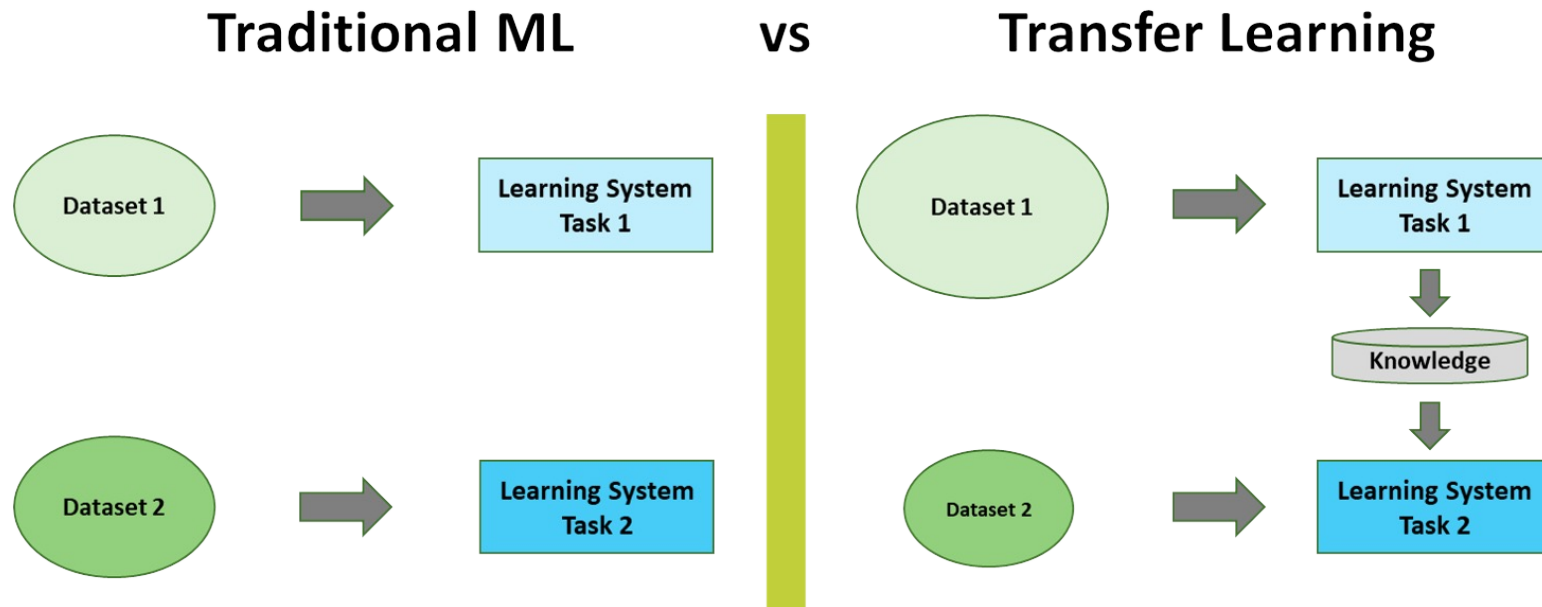 Traditional ML vs Transfer Learning
Dataset 1
Learning System
Task 1
Dataset 2
Learning System
Task 2
Dataset 1
Learning System
Task 1
Knowledge
Dataset 2
Learning System
Task 2